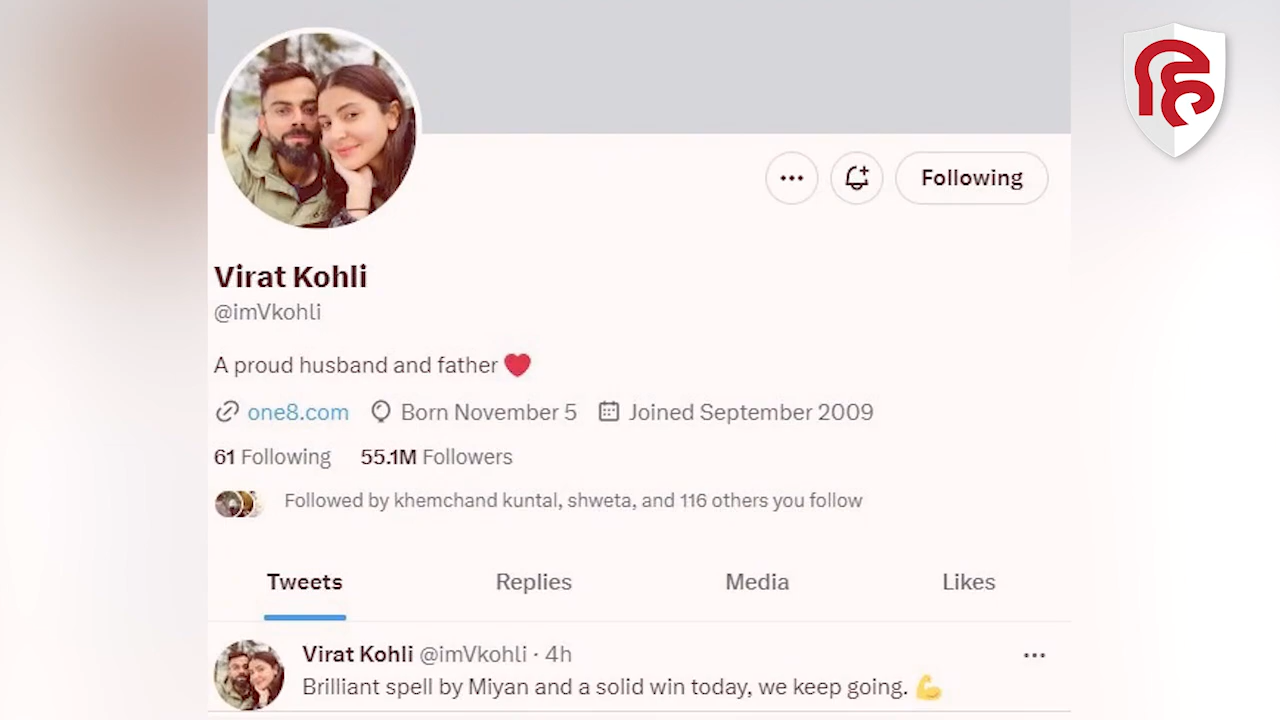 Following
Virat Kohli
@imVkohli
A proud husband and father ❤️
one8.com Born November 5 Joined September 2009
61 Following 55.1M Followers
Followed by khemchand kuntal, shweta, and 116 others you follow
Tweets Replies Media Likes
Virat Kohli @imVkohli · 4h
Brilliant spell by Miyan and a solid win today, we keep going. 💪